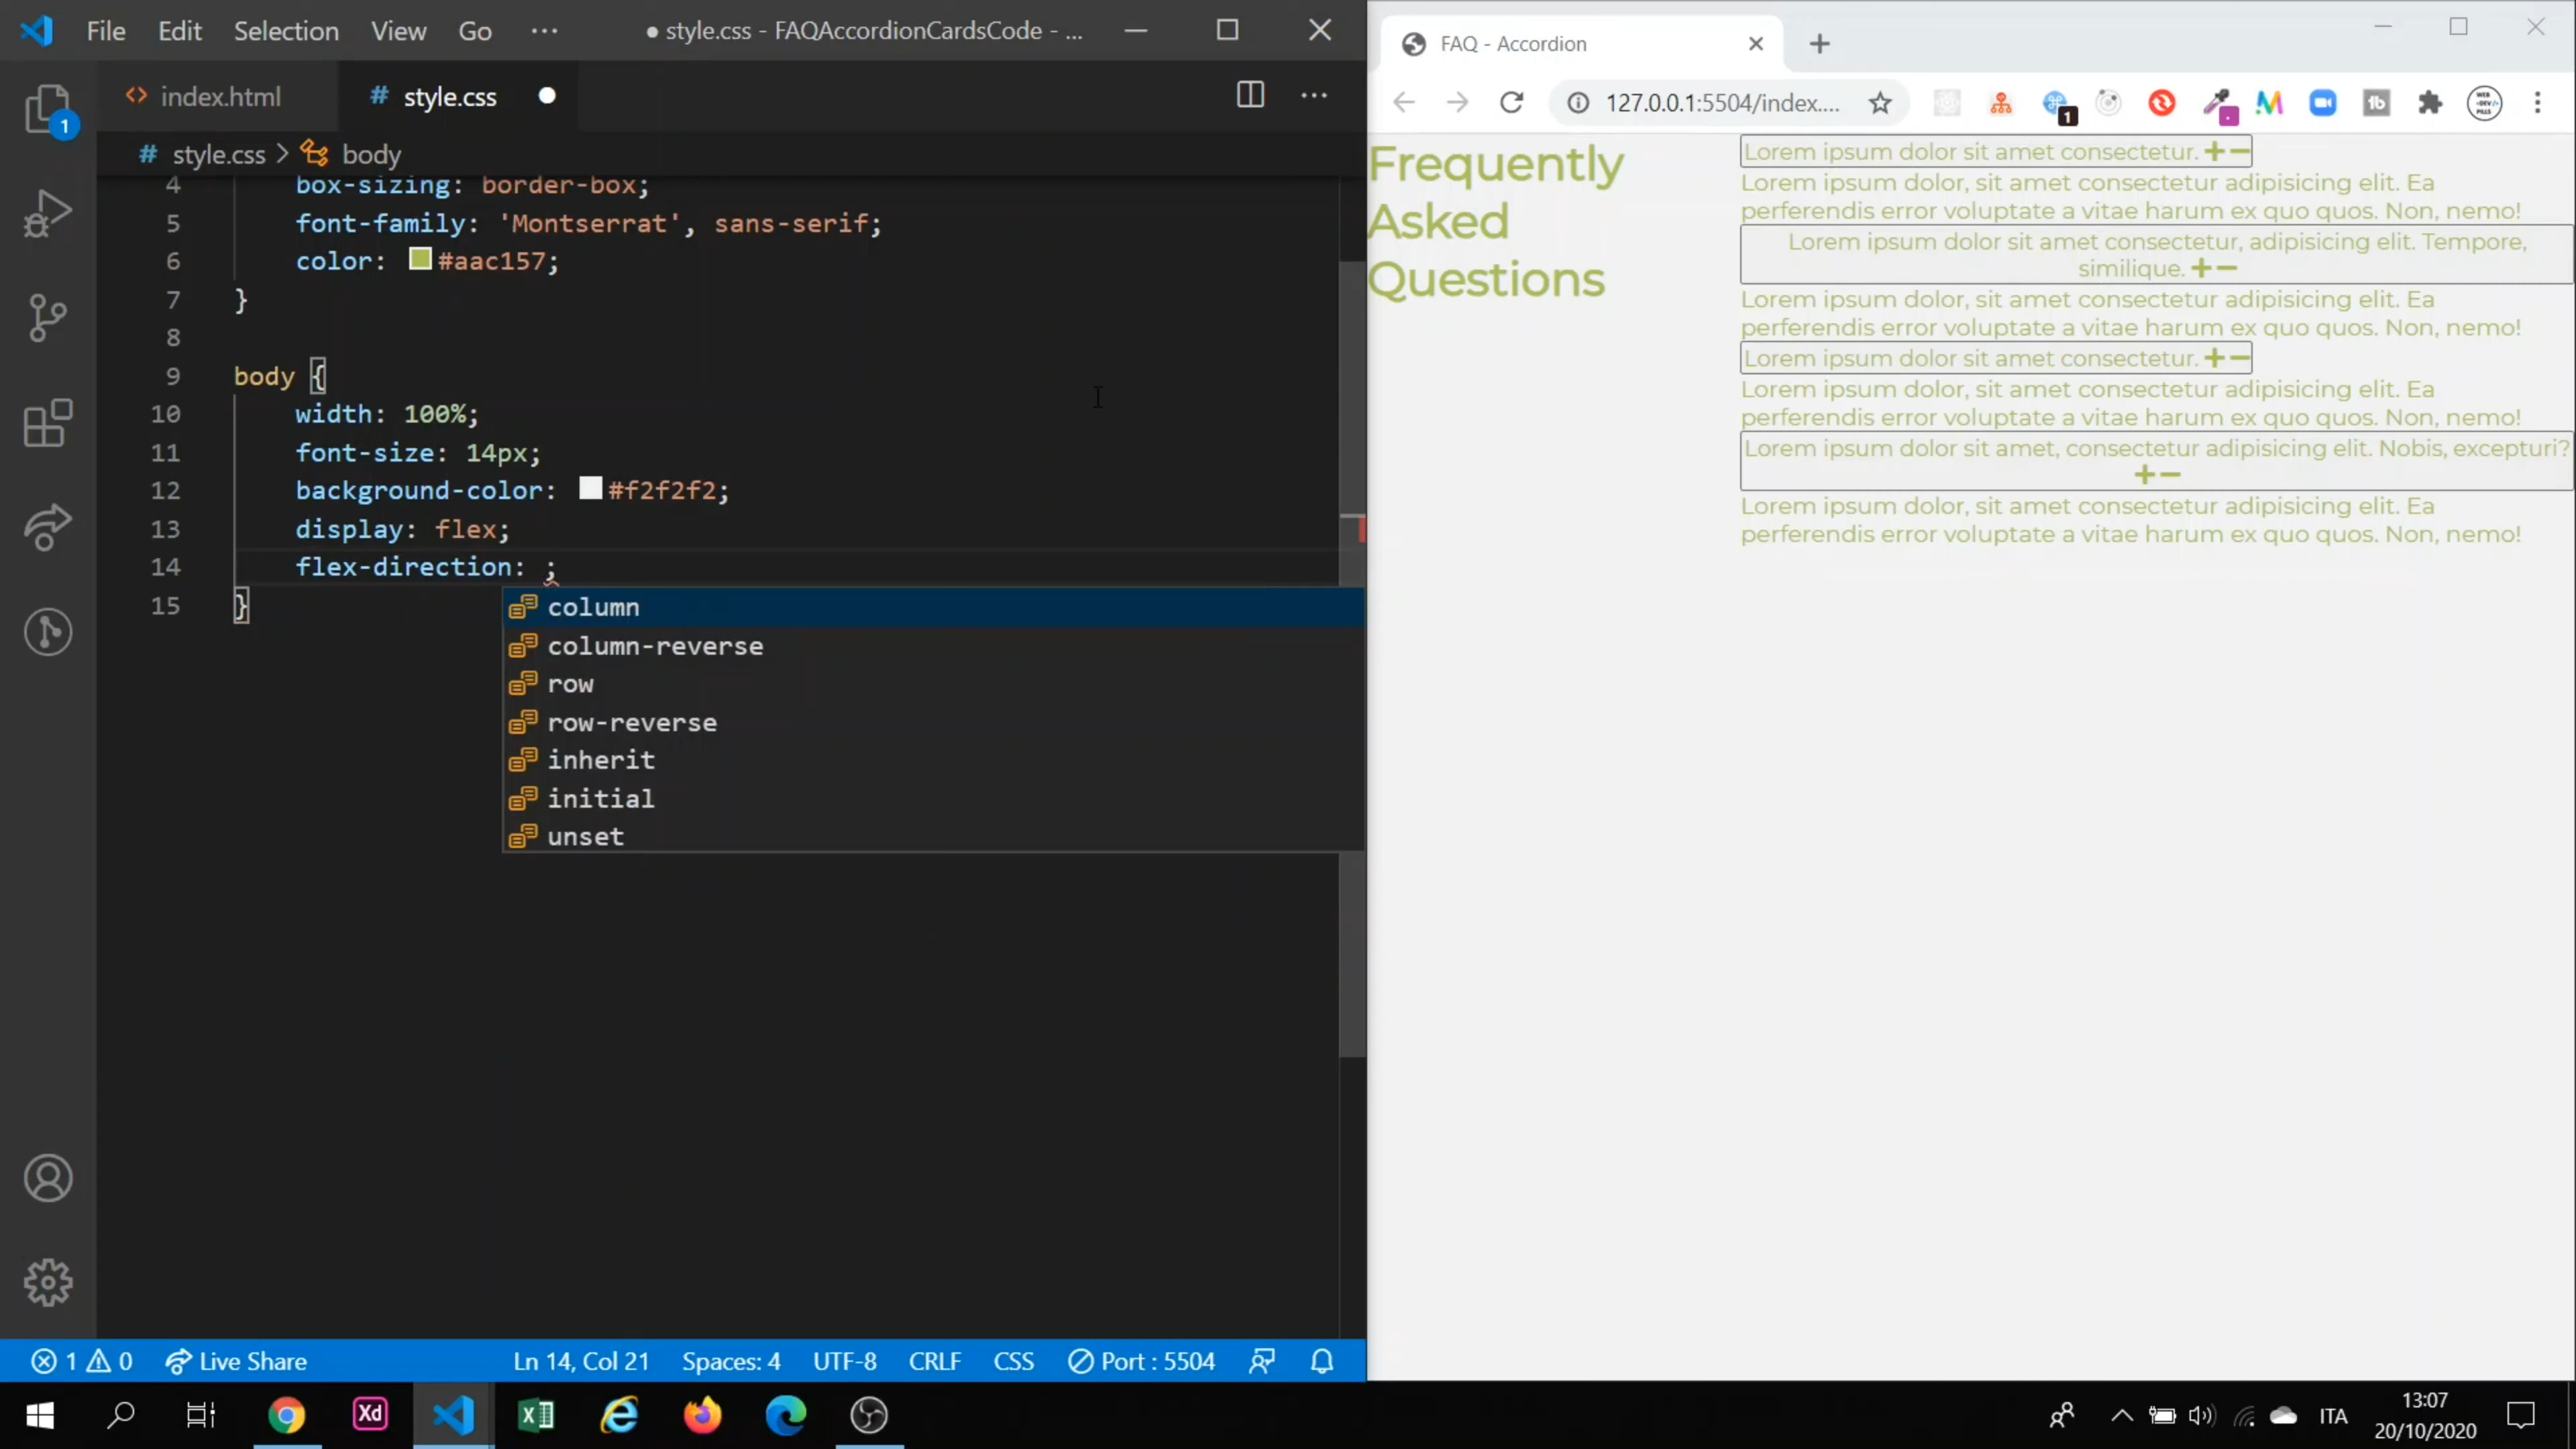 File Edit Selection View Go ··· ● style.css - FAQAccordionCardsCode - ...
index.html # style.css
# style.css > body
4 box-sizing: border-box;
5 font-family: 'Montserrat', sans-serif;
6 color: #aac157;
7 }
8
9 body {
10 width: 100%;
11 font-size: 14px;
12 background-color: #f2f2f2;
13 display: flex;
14 flex-direction: ;
15 }
column
column-reverse
row
row-reverse
inherit
initial
unset
1
1 0 Live Share Ln 14, Col 21 Spaces: 4 UTF-8 CRLF CSS Port : 5504
FAQ - Accordion
127.0.0.1:5504/index....
1
Frequently
Asked
Questions
Lorem ipsum dolor sit amet consectetur.
Lorem ipsum dolor, sit amet consectetur adipisicing elit. Ea
perferendis error voluptate a vitae harum ex quo quos. Non, nemo!
Lorem ipsum dolor sit amet consectetur, adipisicing elit. Tempore,
similique.
Lorem ipsum dolor, sit amet consectetur adipisicing elit. Ea
perferendis error voluptate a vitae harum ex quo quos. Non, nemo!
Lorem ipsum dolor sit amet consectetur.
Lorem ipsum dolor, sit amet consectetur adipisicing elit. Ea
perferendis error voluptate a vitae harum ex quo quos. Non, nemo!
Lorem ipsum dolor sit amet, consectetur adipisicing elit. Nobis, excepturi?
Lorem ipsum dolor, sit amet consectetur adipisicing elit. Ea
perferendis error voluptate a vitae harum ex quo quos. Non, nemo!
Xd
ITA
13:07
20/10/2020